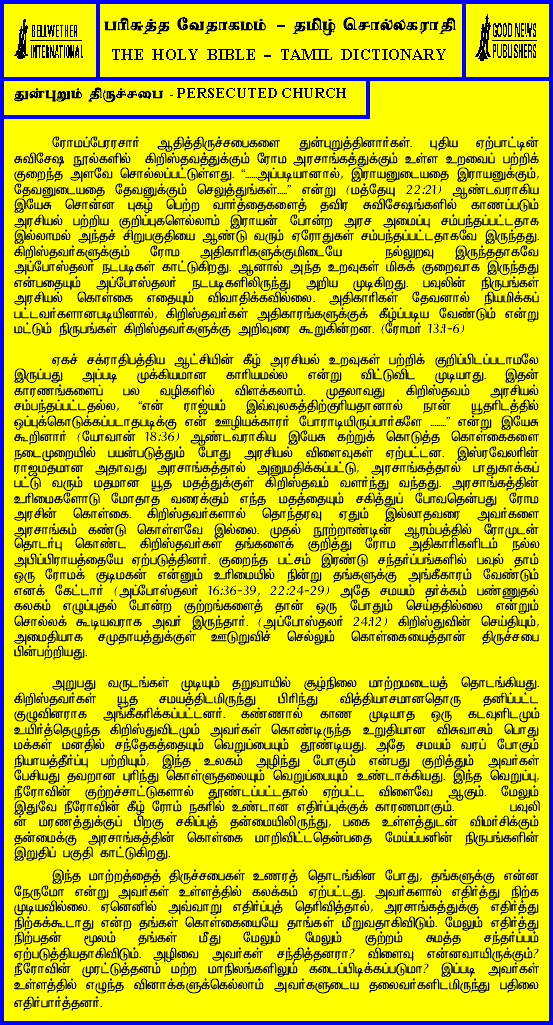 BELLWETHER
INTERNATIONAL
பரிசுத்த வேதாகமம் – தமிழ் சொல்லகராதி
THE HOLY BIBLE – TAMIL DICTIONARY
GOOD NEWS
PUBLISHERS
துன்புறும் திருச்சபை - PERSECUTED CHURCH
ரோமப்பேரரசர் ஆதித்திருச்சபைகளை துன்புறுத்தினார்கள். புதிய ஏற்பாட்டின்
சுவிசேஷ நூல்களில் கிறிஸ்தவத்துக்கும் ரோம அரசாங்கத்துக்கும் உள்ள உறவைப் பற்றிக்
குறைந்த அளவே சொல்லப்பட்டுள்ளது. “......அப்படியானால், இராயனுடையதை இராயனுக்கும்,
தேவனுடையதை தேவனுக்கும் செலுத்துங்கள்....” என்று (மத்தேயு 22:21) ஆண்டவராகிய
இயேசு சொன்ன புகழ் பெற்ற வார்த்தைகளைத் தவிர சுவிசேஷங்களில் காணப்படும்
அரசியல் பற்றிய குறிப்புகளெல்லாம் இராயன் போன்ற அரச அமைப்பு சம்பந்தப்பட்டதாக
இல்லாமல் அந்தச் சிறுபகுதியை ஆண்டு வரும் ஏரோதுகள் சம்பந்தப்பட்டதாகவே இருந்தது.
கிறிஸ்தவர்களுக்கும் ரோம அதிகாரிகளுக்குமிடையே நல்லுறவு இருந்ததாகவே
அப்போஸ்தலர் நடபடிகள் காட்டுகிறது. ஆனால் அந்த உறவுகள் மிகக் குறைவாக இருந்தது
என்பதையும் அப்போஸ்தலர் நடபடிகளிலிருந்து அறிய முடிகிறது. பவுலின் நிருபங்கள்
அரசியல் கொள்கை எதையும் விவாதிக்கவில்லை. அதிகாரிகள் தேவனால் நியமிக்கப்
பட்டவர்களானபடியினால், கிறிஸ்தவர்கள் அதிகாரங்களுக்குக் கீழ்ப்படிய வேண்டும் என்று
மட்டும் நிருபங்கள் கிறிஸ்தவர்களுக்கு அறிவுரை கூறுகின்றன. (ரோமர் 13:1-6)
ஏகச் சக்ராதிபத்திய ஆட்சியின் கீழ் அரசியல் உறவுகள் பற்றிக் குறிப்பிடப்படாமலே
இருப்பது அப்படி முக்கியமான காரியமல்ல என்று விட்டுவிட முடியாது. இதன்
காரணங்களைப் பல வழிகளில் விளக்கலாம். முதலாவது கிறிஸ்தவம் அரசியல்
சம்பந்தப்பட்டதல்ல, “என் ராஜ்யம் இவ்வுலகத்திற்குரியதானால் நான் யூதரிடத்தில்
ஒப்புக்கொடுக்கப்படாதபடிக்கு என் ஊழியக்காரர் போராடியிருப்பார்களே .......” என்று இயேசு
கூறினார் (யோவான் 18:36) ஆண்டவராகிய இயேசு கற்றுக் கொடுத்த கொள்கைகளை
நடைமுறையில் பயன்படுத்தும் போது அரசியல் விளைவுகள் ஏற்பட்டன. இஸ்ரவேலரின்
ராஜமதமான அதாவது அரசாங்கத்தால் அனுமதிக்கப்பட்டு, அரசாங்கத்தால் பாதுகாக்கப்
பட்டு வரும் மதமான யூத மதத்துக்குள் கிறிஸ்தவம் வளர்ந்து வந்தது. அரசாங்கத்தின்
உரிமைகளோடு மோதாத வரைக்கும் எந்த மதத்தையும் சகித்துப் போவதென்பது ரோம
அரசின் கொள்கை. கிறிஸ்தவர்களால் தொந்தரவு ஏதும் இல்லாதவரை அவர்களை
அரசாங்கம் கண்டு கொள்ளவே இல்லை. முதல் நூற்றாண்டின் ஆரம்பத்தில் ரோமுடன்
தொடர்பு கொண்ட கிறிஸ்தவர்கள் தங்களைக் குறித்து ரோம அதிகாரிகளிடம் நல்ல
அபிப்பிராயத்தையே ஏற்படுத்தினர். குறைந்த பட்சம் இரண்டு சந்தர்ப்பங்களில் பவுல் தாம்
ஒரு ரோமக் குடிமகன் என்னும் உரிமையில் நின்று தங்களுக்கு அங்கீகாரம் வேண்டும்
எனக் கேட்டார் (அப்போஸ்தலர் 16:36-39, 22:24-29) அதே சமயம் தர்க்கம் பண்ணுதல்
கலகம் எழுப்புதல் போன்ற குற்றங்களைத் தான் ஒரு போதும் செய்ததில்லை என்றும்
சொல்லக் கூடியவராக அவர் இருந்தார். (அப்போஸ்தலர் 24:12) கிறிஸ்துவின் செய்தியும்,
அமைதியாக சமுதாயத்துக்குள் ஊடுறுவிச் செல்லும் கொள்கையைத்தான் திருச்சபை
பின்பற்றியது.
அறுபது வருடங்கள் முடியும் தறுவாயில் சூழ்நிலை மாற்றமடையத் தொடங்கியது.
கிறிஸ்தவர்கள் யூத சமயத்திடமிருந்து பிரிந்து வித்தியாசமானதொரு தனிப்பட்ட
குழுவினராக அங்கீகரிக்கப்பட்டனர். கண்ணால் காண முடியாத ஒரு கடவுளிடமும்
உயிர்த்தெழுந்த கிறிஸ்துவிடமும் அவர்கள் கொண்டிருந்த உறுதியான விசுவாசம் பொது
மக்கள் மனதில் சந்தேகத்தையும் வெறுப்பையும் தூண்டியது. அதே சமயம் வரப் போகும்
நியாயத்தீர்ப்பு பற்றியும், இந்த உலகம் அழிந்து போகும் என்பது குறித்தும் அவர்கள்
பேசியது தவறான புரிந்து கொள்ளுதலையும் வெறுப்பையும் உண்டாக்கியது. இந்த வெறுப்பு,
நீரோவின் குற்றச்சாட்டுகளால் தூண்டப்பட்டதால் ஏற்பட்ட விளைவே ஆகும். மேலும்
இதுவே நீரோவின் கீழ் ரோம் நகரில் உண்டான எதிர்ப்புக்குக் காரணமாகும். பவுலி
ன் மரணத்துக்குப் பிறகு சகிப்புத் தன்மையிலிருந்து, பகை உள்ளத்துடன் விமர்சிக்கும்
தன்மைக்கு அரசாங்கத்தின் கொள்கை மாறிவிட்டதென்பதை மேய்ப்பனின் நிருபங்களின்
இறுதிப் பகுதி காட்டுகிறது.
இந்த மாற்றத்தைத் திருச்சபைகள் உணரத் தொடங்கின போது, தங்களுக்கு என்ன
நேருமோ என்று அவர்கள் உள்ளத்தில் கலக்கம் ஏற்பட்டது. அவர்களால் எதிர்த்து நிற்க
முடியவில்லை. ஏனெனில் அவ்வாறு எதிர்ப்புத் தெரிவித்தால், அரசாங்கத்துக்கு எதிர்த்து
நிற்கக்கூடாது என்ற தங்கள் கொள்கையையே தாங்கள் மீறுவதாகிவிடும். மேலும் எதிர்த்து
நிற்பதன் மூலம் தங்கள் மீது மேலும் மேலும் குற்றம் சுமத்த சந்தர்ப்பம்
ஏற்படுத்தியதாகிவிடும். அழிவை அவர்கள் சந்தித்தனரா? விளைவு என்னவாயிருக்கும்?
நீரோவின் முரட்டுத்தனம் மற்ற மாநிலங்களிலும் கடைப்பிடிக்கப்படுமா? இப்படி அவர்கள்
உள்ளத்தில் எழுந்த வினாக்களுக்கெல்லாம் அவர்களுடைய தலைவர்களிடமிருந்து பதிலை
எதிர்பார்த்தனர்.